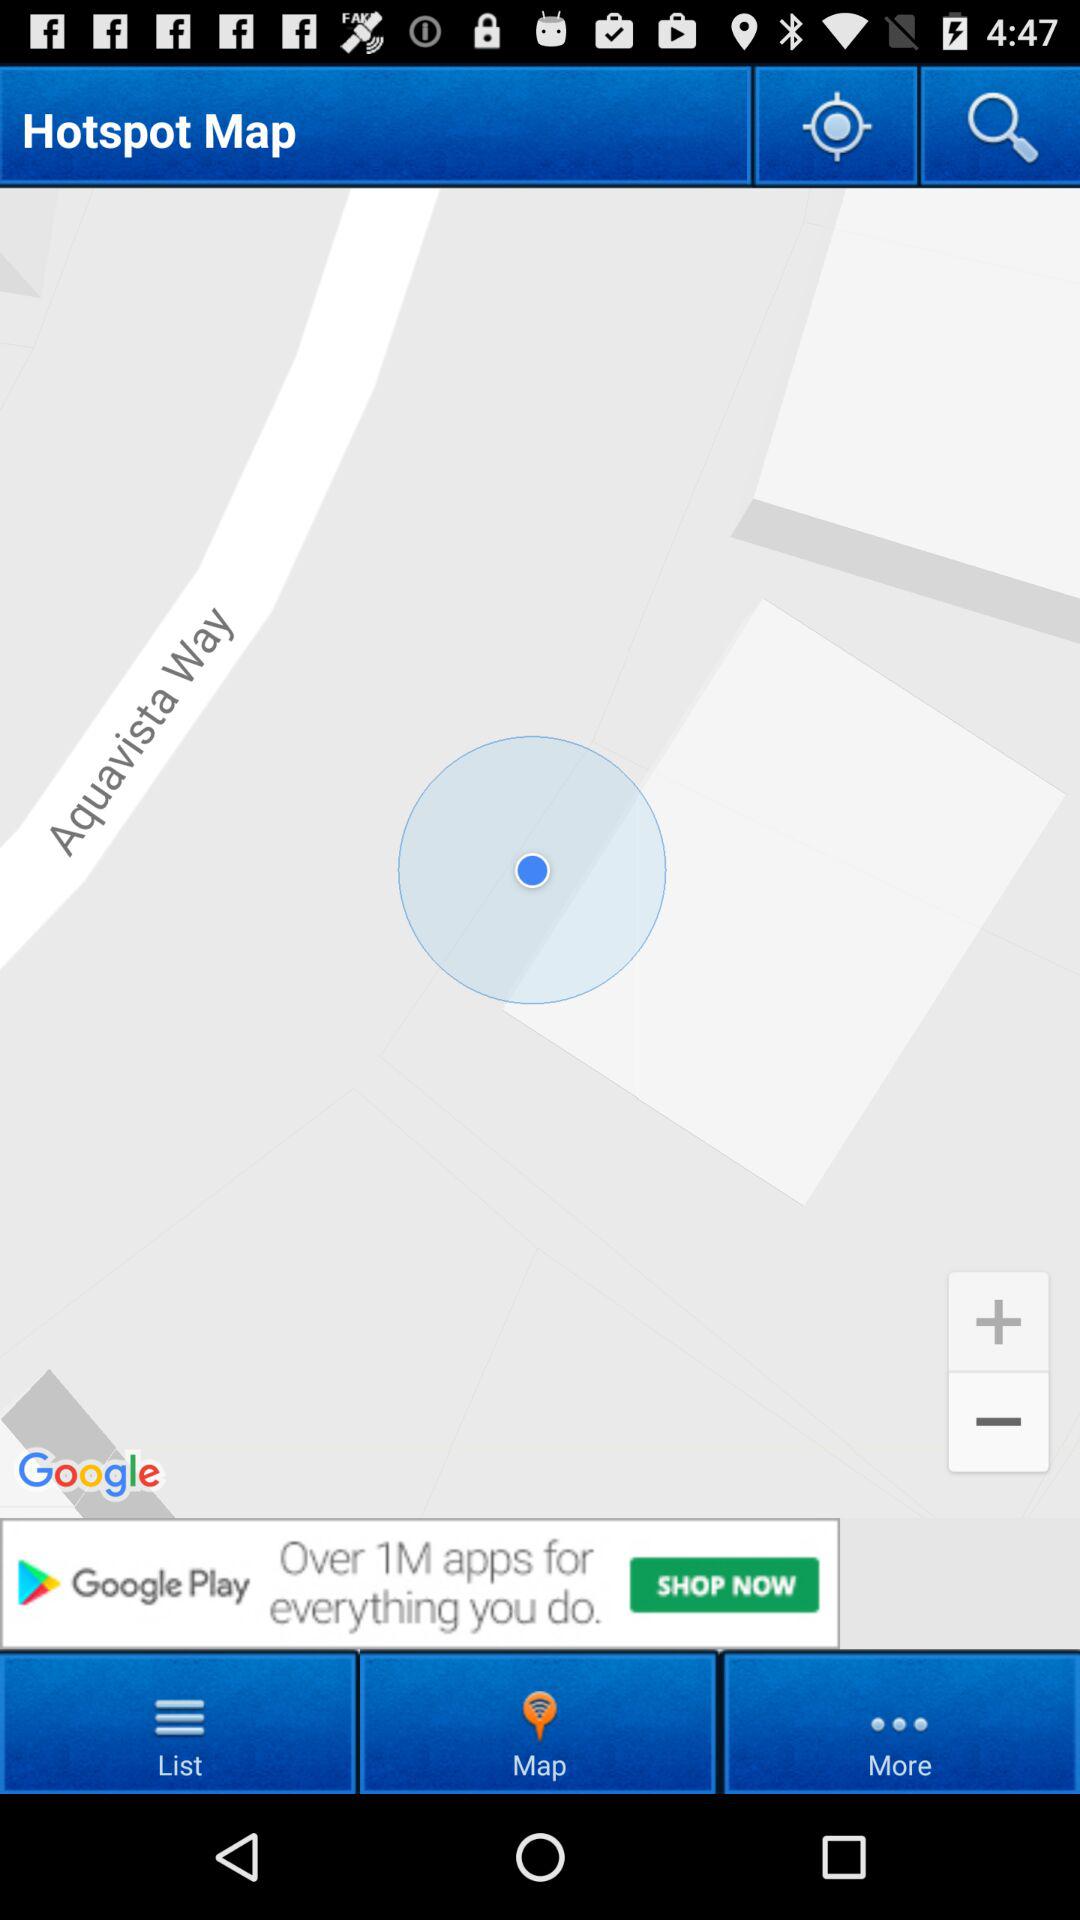 FAKE
4:47
Hotspot Map
Aquavista Way
Google
Google Play
Over 1M apps for
everything you do.
SHOP NOW
List
Map
More